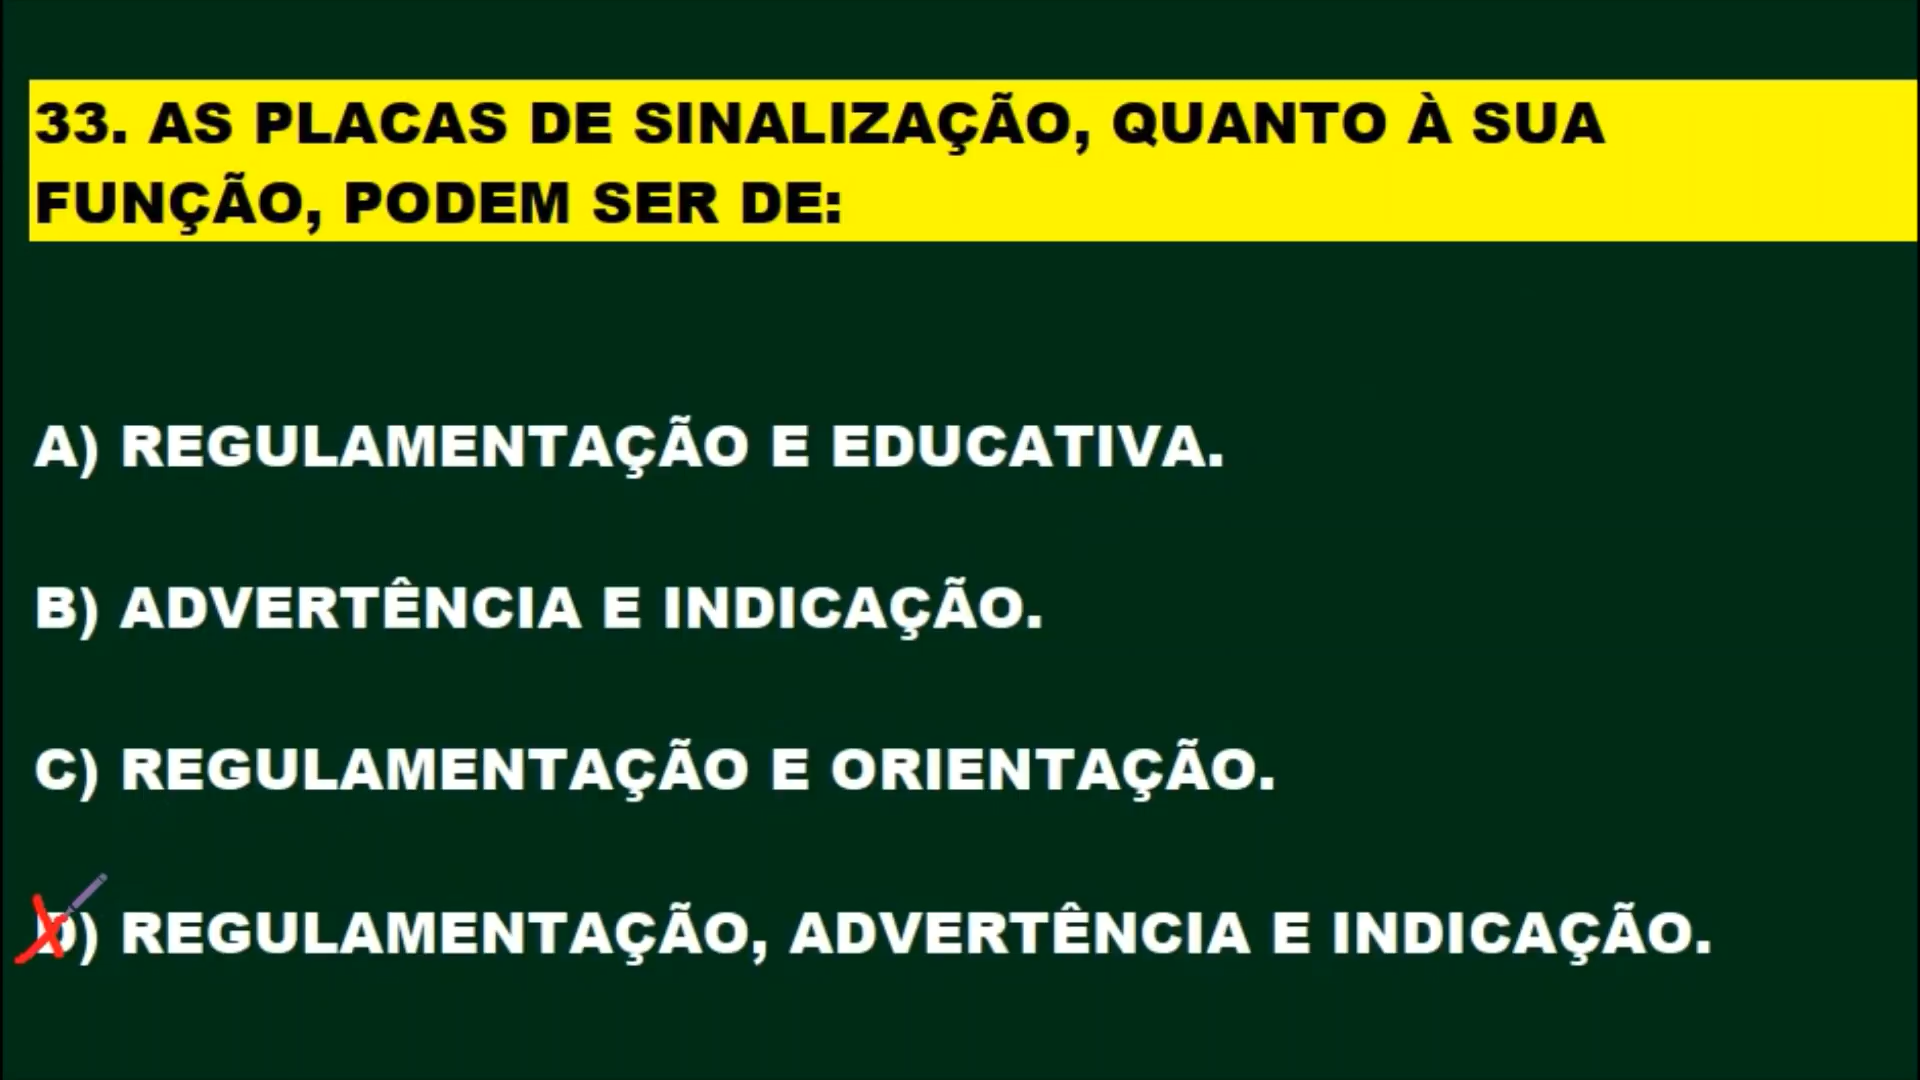 33. AS PLACAS DE SINALIZAÇÃO, QUANTO À SUA
FUNÇÃO, PODEM SER DE:
A) REGULAMENTAÇÃO E EDUCATIVA.
B) ADVERTÊNCIA E INDICAÇÃO.
C) REGULAMENTAÇÃO E ORIENTAÇÃO.
D) REGULAMENTAÇÃO, ADVERTÊNCIA E INDICAÇÃO.